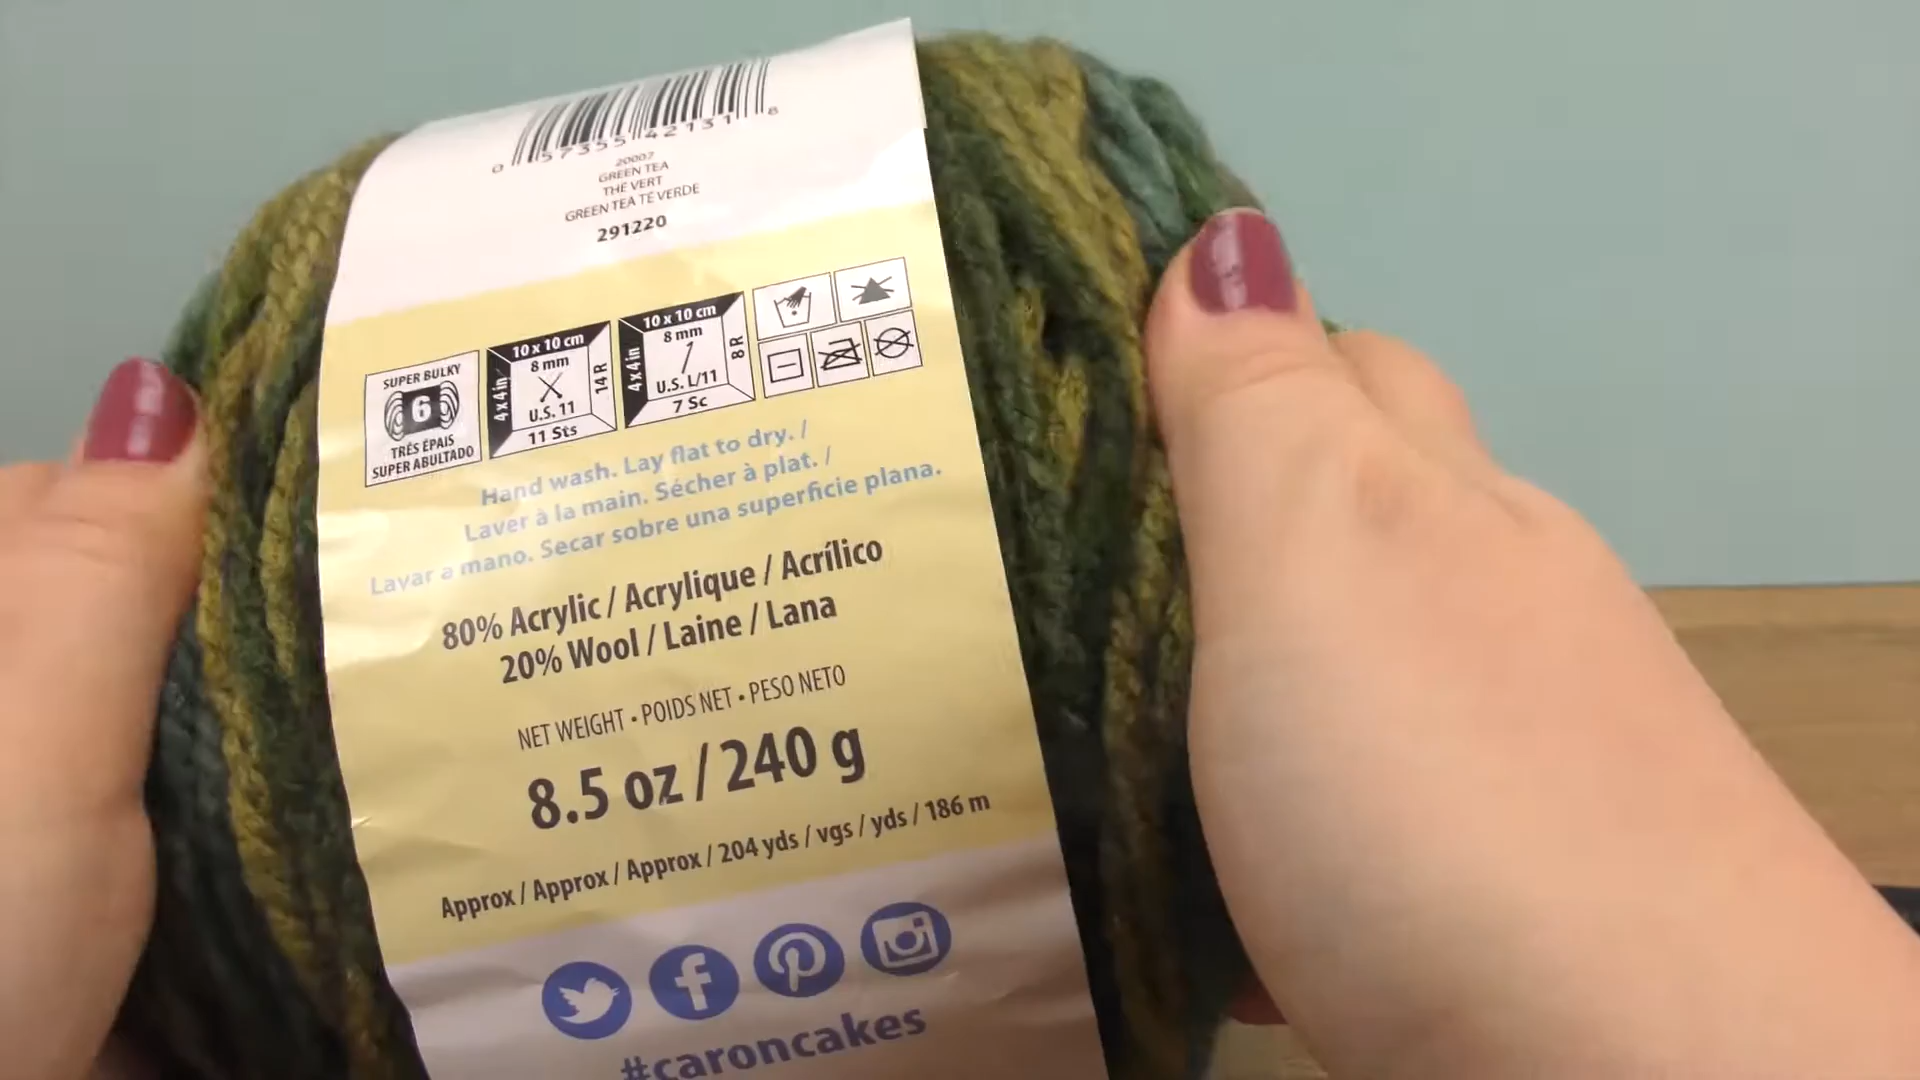 0 57355 42131 8
20007
GREEN TEA
THÉ VERT
GREEN TEA TÉ VERDE
291220
SUPER BULKY
6
TRÉS ÉPAIS
SUPER ABULTADO
10 x 10 cm
4 x 4 in
8 mm
U.S. 11
14 R
11 Sts
10 x 10 cm
4 x 4 in
8 mm
U.S. L/11
8 R
7 Sc
Hand wash. Lay flat to dry. /
Laver à la main. Sécher à plat. /
Lavar a mano. Secar sobre una superficie plana.
80% Acrylic / Acrylique / Acrílico
20% Wool / Laine / Lana
NET WEIGHT • POIDS NET • PESO NETO
8.5 oz / 240 g
Approx / Approx / Approx / 204 yds / vgs / yds / 186 m
#caroncakes